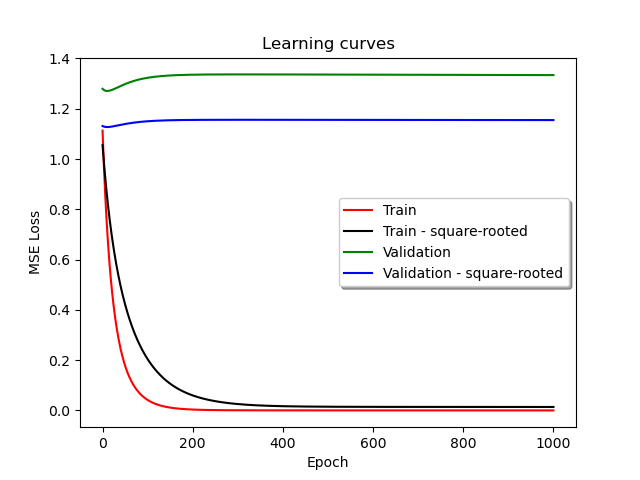 Learning curves
MSE Loss
1.4
1.2
1.0
0.8
0.6
0.4
0.2
0.0
Train
Train - square-rooted
Validation
Validation - square-rooted
0 200 400 600 800 1000
Epoch